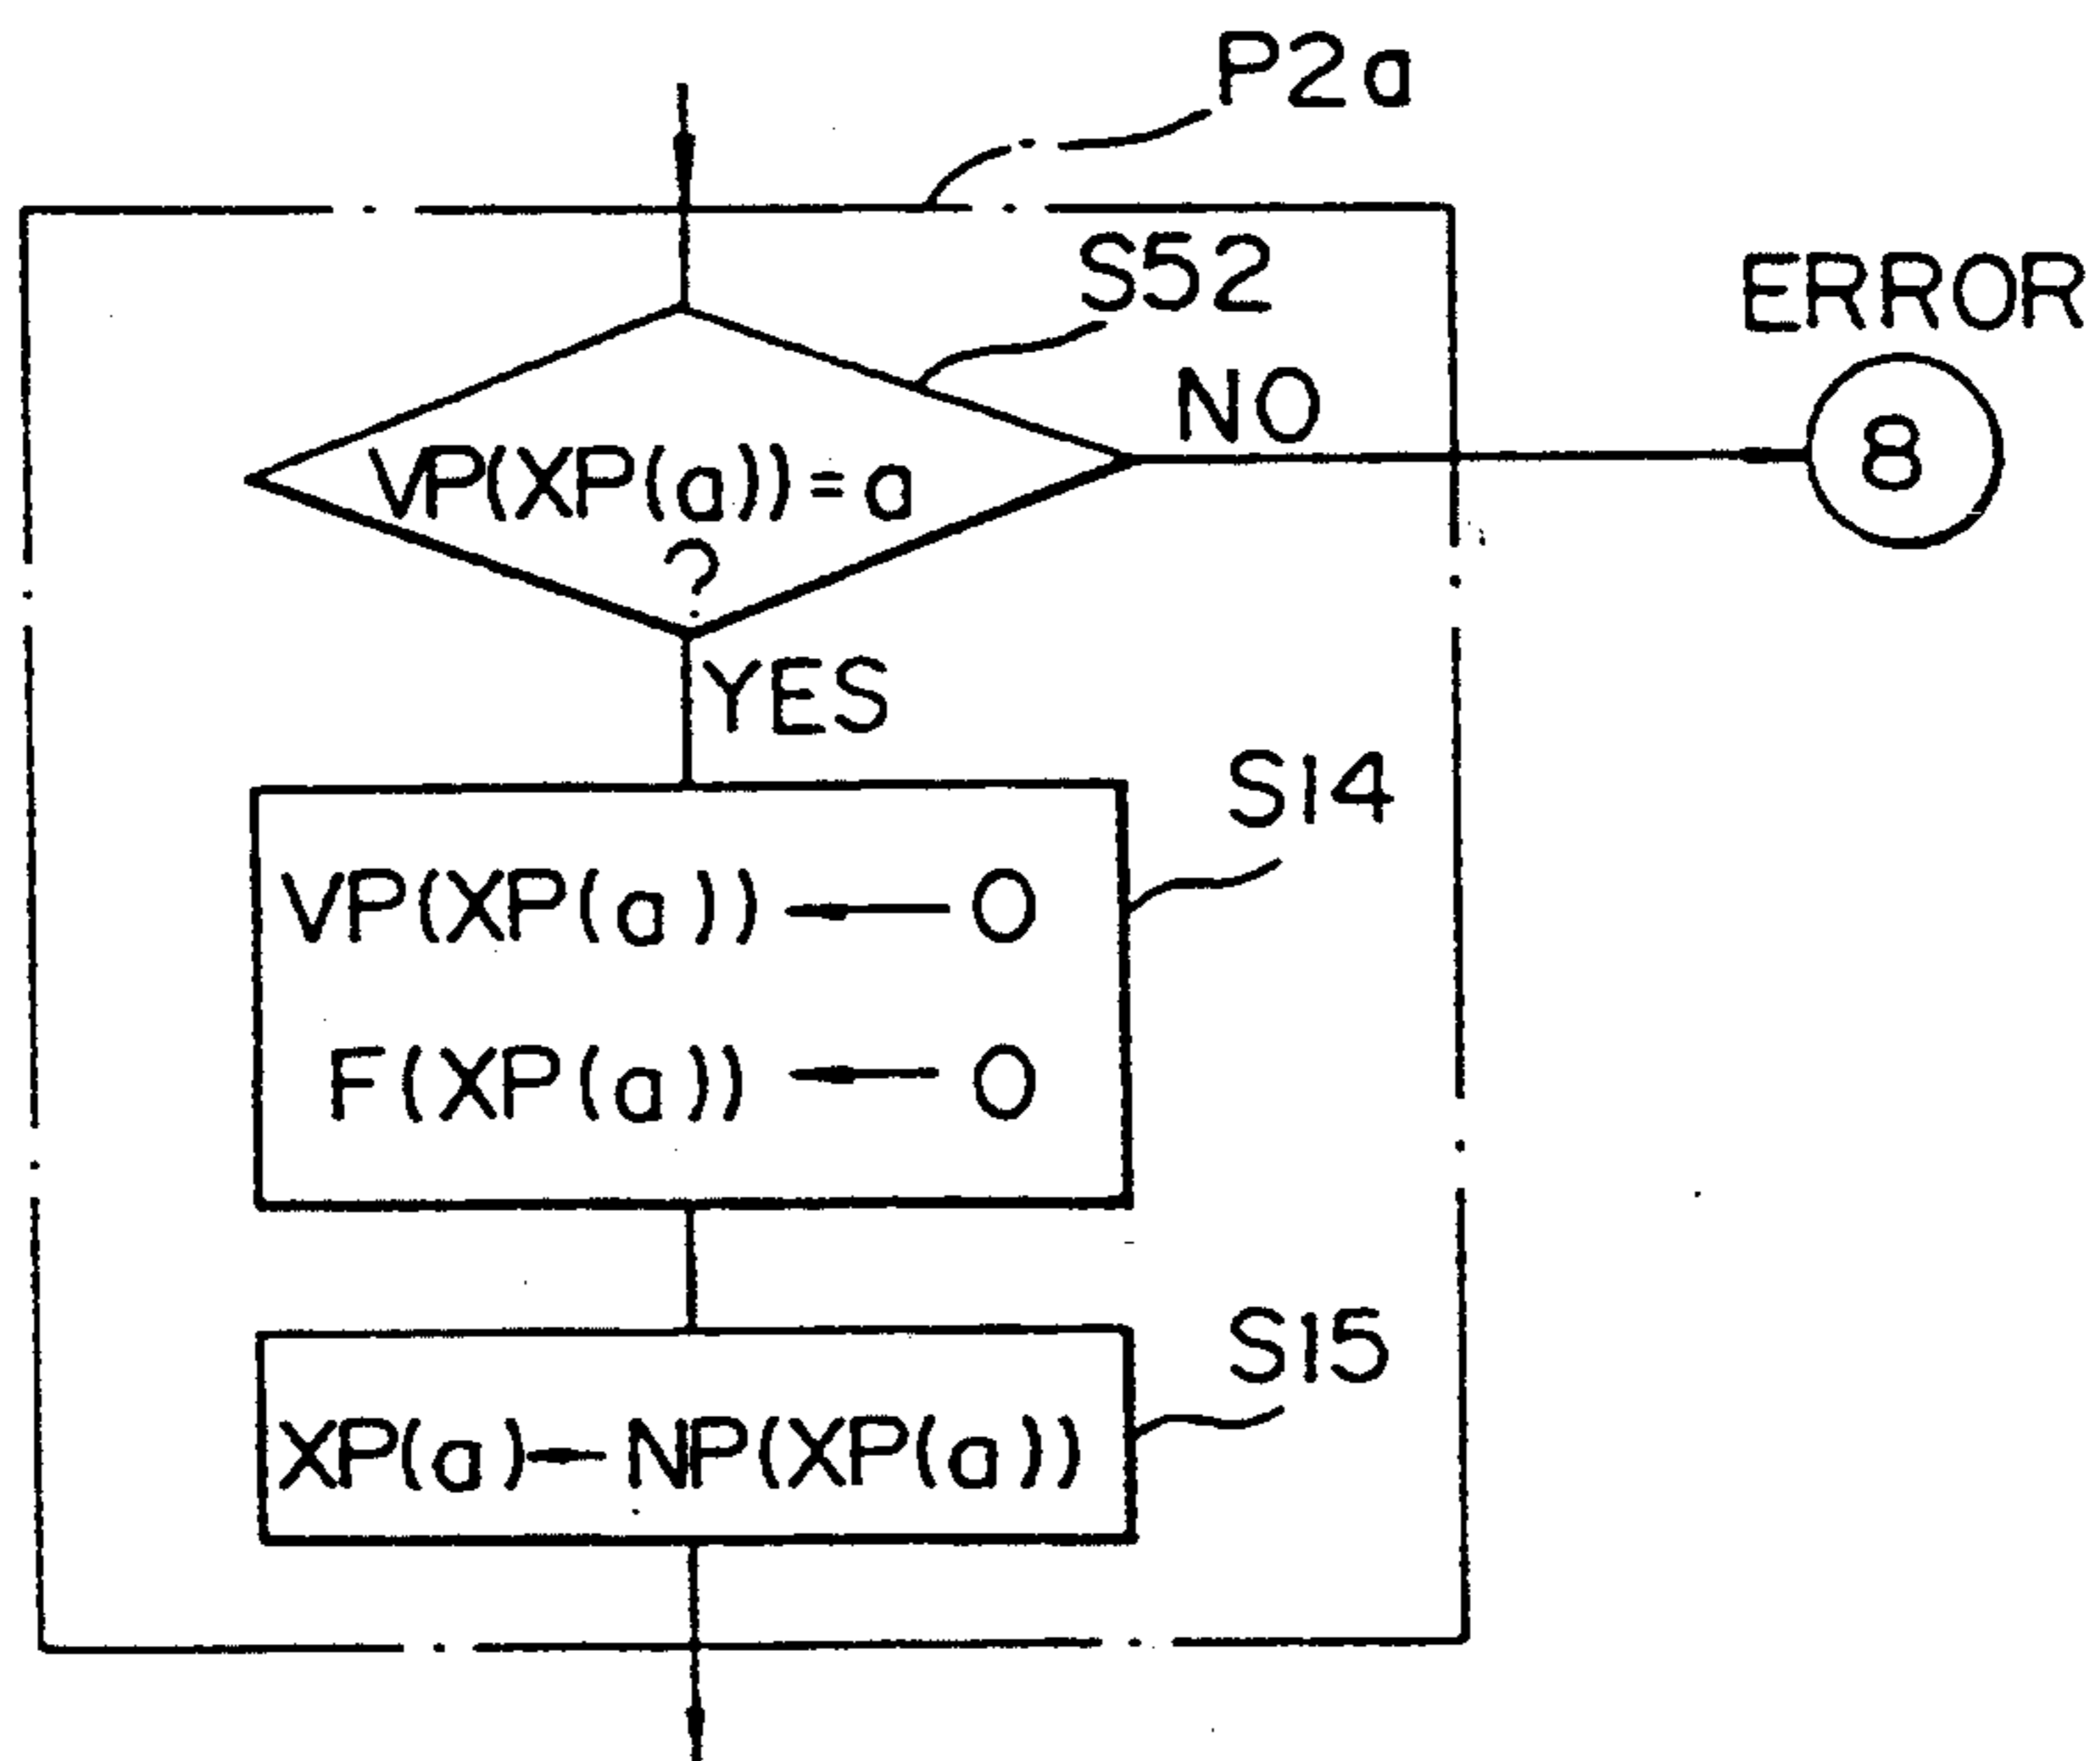 P2a
S52
ERROR
NO
8
VP(XP(a))=a
?
YES
S14
VP(XP(a)) ← 0
F(XP(a)) ← 0
S15
XP(a) ← NP(XP(a))